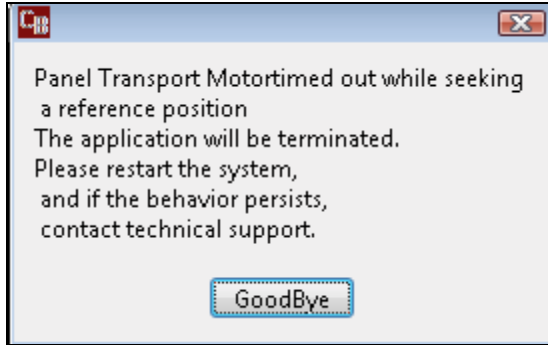 Panel Transport Motortimed out while seeking
a reference position
The application will be terminated.
Please restart the system,
and if the behavior persists,
contact technical support.
GoodBye